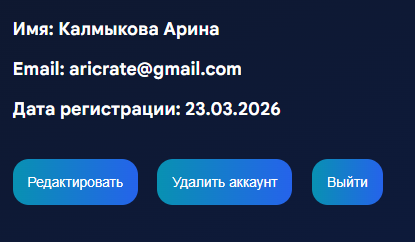 Имя: Калмыкова Арина
Email: aricrate@gmail.com
Дата регистрации: 23.03.2026
Редактировать Удалить аккаунт Выйти